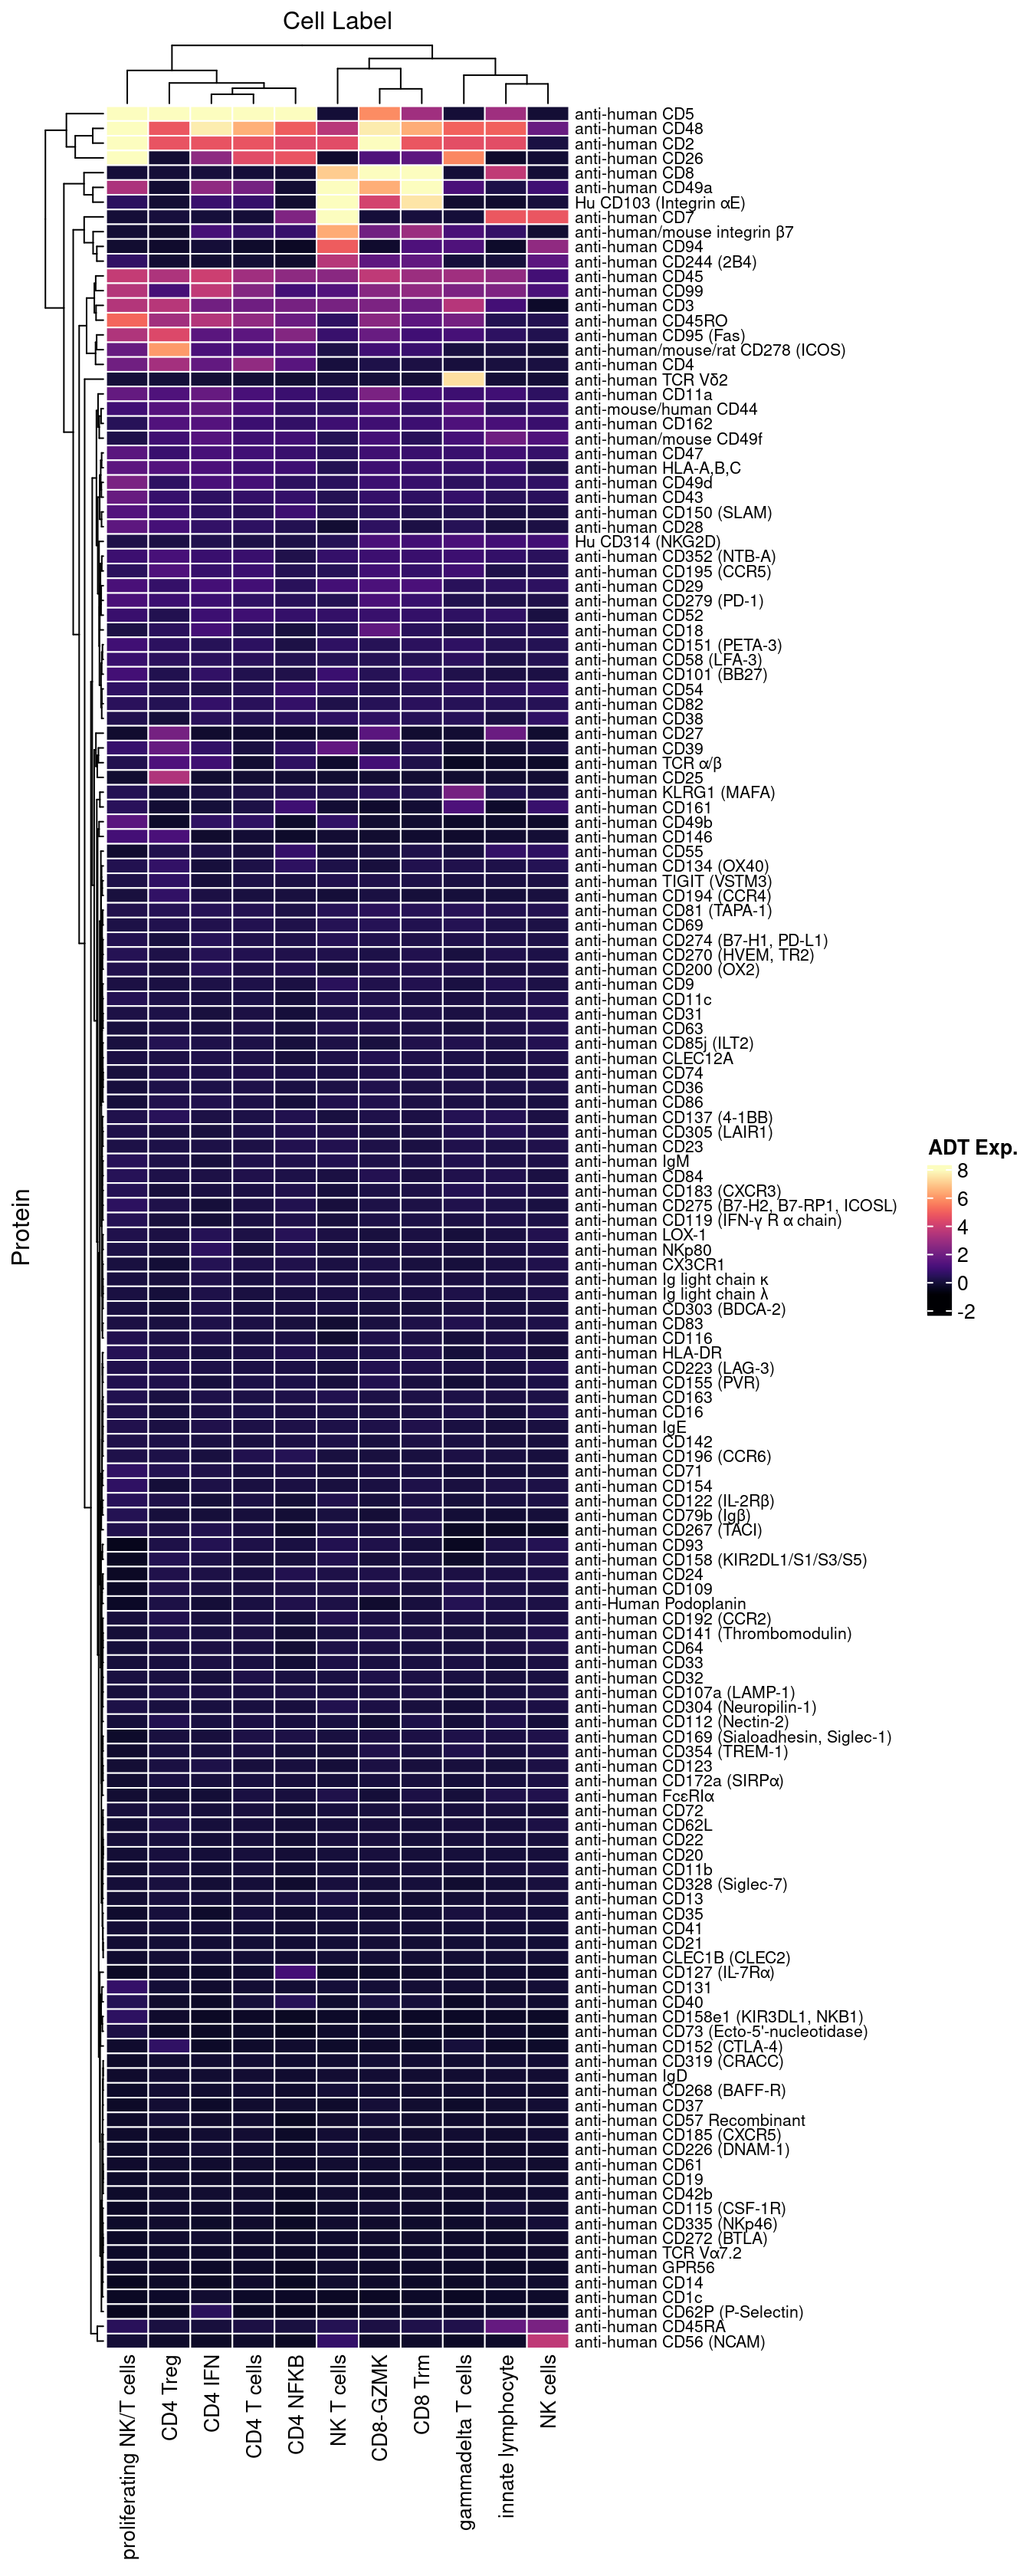 Cell Label
anti-human CD5
anti-human CD48
anti-human CD2
anti-human CD26
anti-human CD8
anti-human CD49a
Hu CD103 (Integrin αE)
anti-human CD7
anti-human/mouse integrin β7
anti-human CD94
anti-human CD244 (2B4)
anti-human CD45
anti-human CD99
anti-human CD3
anti-human CD45RO
anti-human CD95 (Fas)
anti-human/mouse/rat CD278 (ICOS)
anti-human CD4
anti-human TCR Vδ2
anti-human CD11a
anti-mouse/human CD44
anti-human CD162
anti-human/mouse CD49f
anti-human CD47
anti-human HLA-A,B,C
anti-human CD49d
anti-human CD43
anti-human CD150 (SLAM)
anti-human CD28
Hu CD314 (NKG2D)
anti-human CD352 (NTB-A)
anti-human CD195 (CCR5)
anti-human CD29
anti-human CD279 (PD-1)
anti-human CD52
anti-human CD18
anti-human CD151 (PETA-3)
anti-human CD58 (LFA-3)
anti-human CD101 (BB27)
anti-human CD54
anti-human CD82
anti-human CD38
anti-human CD27
anti-human CD39
anti-human TCR α/β
anti-human CD25
anti-human KLRG1 (MAFA)
anti-human CD161
anti-human CD49b
anti-human CD146
anti-human CD55
anti-human CD134 (OX40)
anti-human TIGIT (VSTM3)
anti-human CD194 (CCR4)
anti-human CD81 (TAPA-1)
anti-human CD69
anti-human CD274 (B7-H1, PD-L1)
anti-human CD270 (HVEM, TR2)
anti-human CD200 (OX2)
anti-human CD9
anti-human CD11c
anti-human CD31
anti-human CD63
anti-human CD85j (ILT2)
anti-human CLEC12A
anti-human CD74
anti-human CD36
anti-human CD86
anti-human CD137 (4-1BB)
anti-human CD305 (LAIR1)
anti-human CD23
anti-human IgM
anti-human CD84
anti-human CD183 (CXCR3)
anti-human CD275 (B7-H2, B7-RP1, ICOSL)
anti-human CD119 (IFN-γ R α chain)
anti-human LOX-1
anti-human NKp80
anti-human CX3CR1
anti-human Ig light chain κ
anti-human Ig light chain λ
anti-human CD303 (BDCA-2)
anti-human CD83
anti-human CD116
anti-human HLA-DR
anti-human CD223 (LAG-3)
anti-human CD155 (PVR)
anti-human CD163
anti-human CD16
anti-human IgE
anti-human CD142
anti-human CD196 (CCR6)
anti-human CD71
anti-human CD154
anti-human CD122 (IL-2Rβ)
anti-human CD79b (Igβ)
anti-human CD267 (TACI)
anti-human CD93
anti-human CD158 (KIR2DL1/S1/S3/S5)
anti-human CD24
anti-human CD109
anti-Human Podoplanin
anti-human CD192 (CCR2)
anti-human CD141 (Thrombomodulin)
anti-human CD64
anti-human CD33
anti-human CD32
anti-human CD107a (LAMP-1)
anti-human CD304 (Neuropilin-1)
anti-human CD112 (Nectin-2)
anti-human CD169 (Sialoadhesin, Siglec-1)
anti-human CD354 (TREM-1)
anti-human CD123
anti-human CD172a (SIRPα)
anti-human FcεRIα
anti-human CD72
anti-human CD62L
anti-human CD22
anti-human CD20
anti-human CD11b
anti-human CD328 (Siglec-7)
anti-human CD13
anti-human CD35
anti-human CD41
anti-human CD21
anti-human CLEC1B (CLEC2)
anti-human CD127 (IL-7Rα)
anti-human CD131
anti-human CD40
anti-human CD158e1 (KIR3DL1, NKB1)
anti-human CD73 (Ecto-5'-nucleotidase)
anti-human CD152 (CTLA-4)
anti-human CD319 (CRACC)
anti-human IgD
anti-human CD268 (BAFF-R)
anti-human CD37
anti-human CD57 Recombinant
anti-human CD185 (CXCR5)
anti-human CD226 (DNAM-1)
anti-human CD61
anti-human CD19
anti-human CD42b
anti-human CD115 (CSF-1R)
anti-human CD335 (NKp46)
anti-human CD272 (BTLA)
anti-human TCR Vα7.2
anti-human GPR56
anti-human CD14
anti-human CD1c
anti-human CD62P (P-Selectin)
anti-human CD45RA
anti-human CD56 (NCAM)
Protein
ADT Exp.
8
6
4
2
0
-2
proliferating NK/T cells
CD4 Treg
CD4 IFN
CD4 T cells
CD4 NFKB
NK T cells
CD8-GZMK
CD8 Trm
gammadelta T cells
innate lymphocyte
NK cells